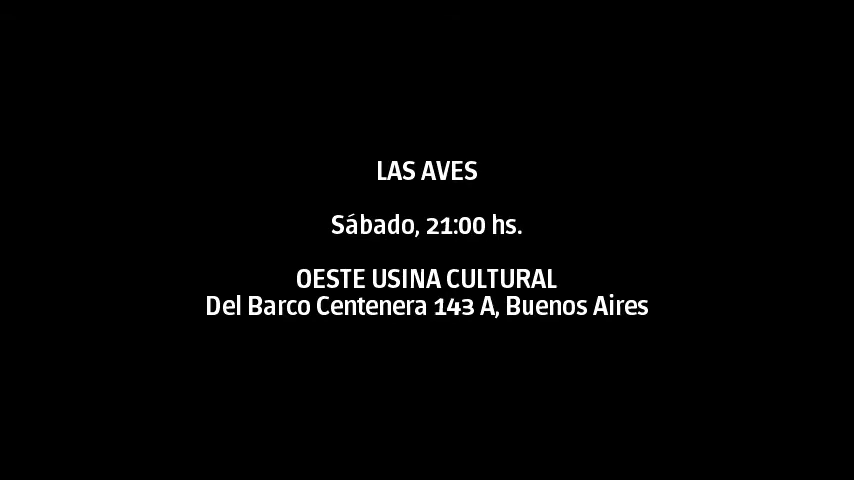 LAS AVES
Sábado, 21:00 hs.
OESTE USINA CULTURAL
Del Barco Centenera 143 A, Buenos Aires